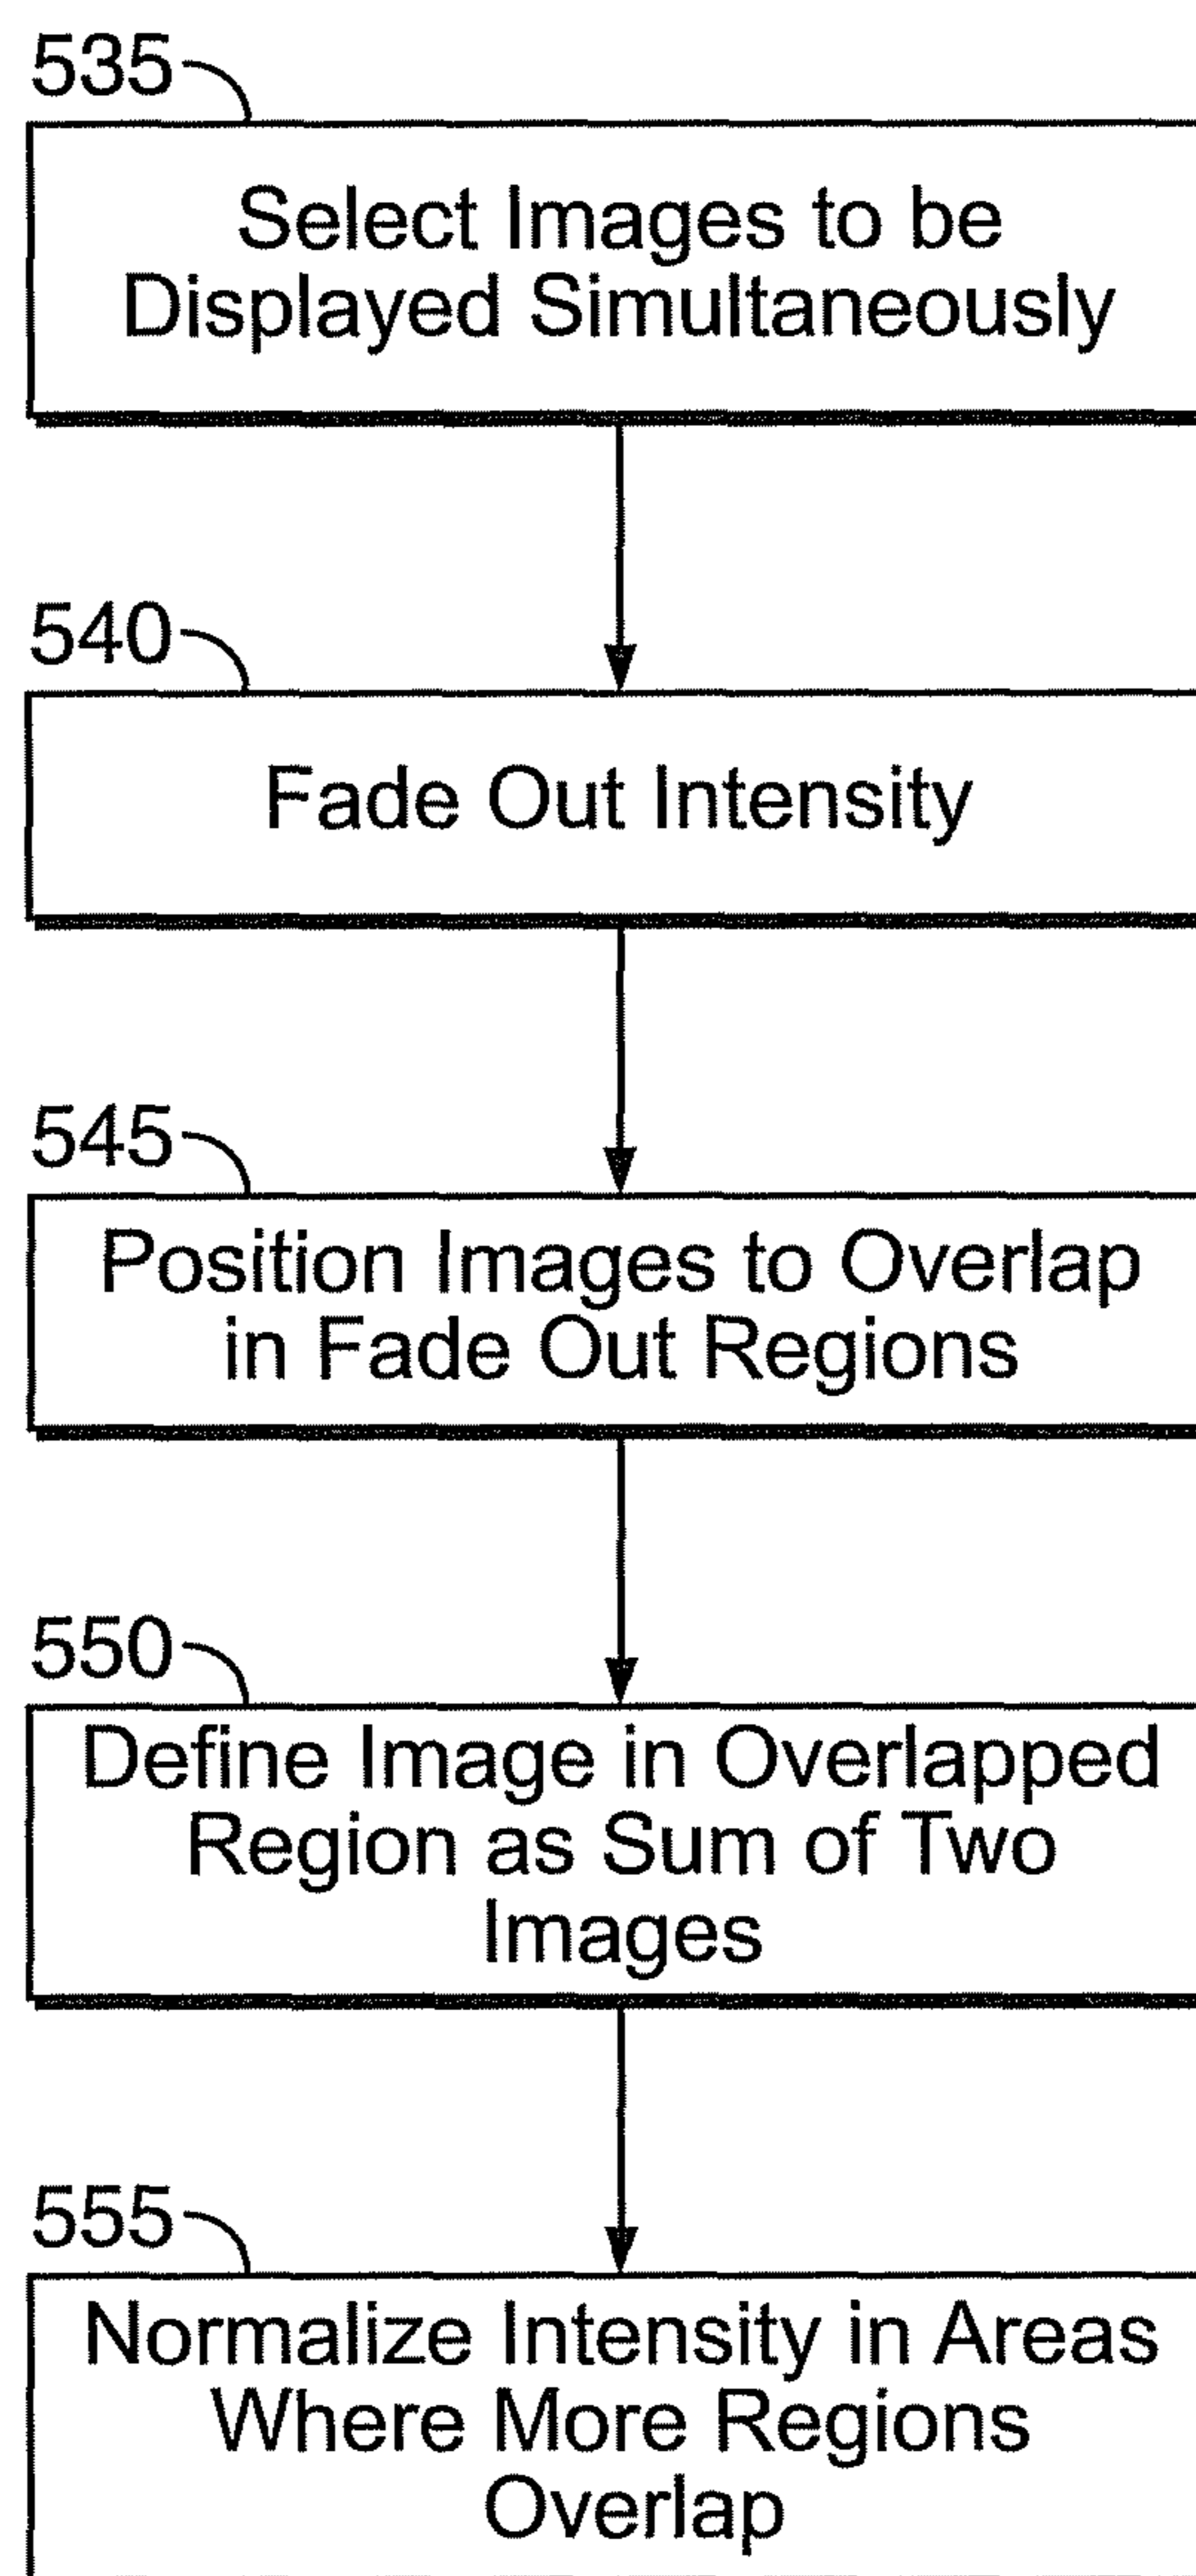 535
Select Images to be
Displayed Simultaneously
540
Fade Out Intensity
545
Position Images to Overlap
in Fade Out Regions
550
Define Image in Overlapped
Region as Sum of Two
Images
555
Normalize Intensity in Areas
Where More Regions
Overlap